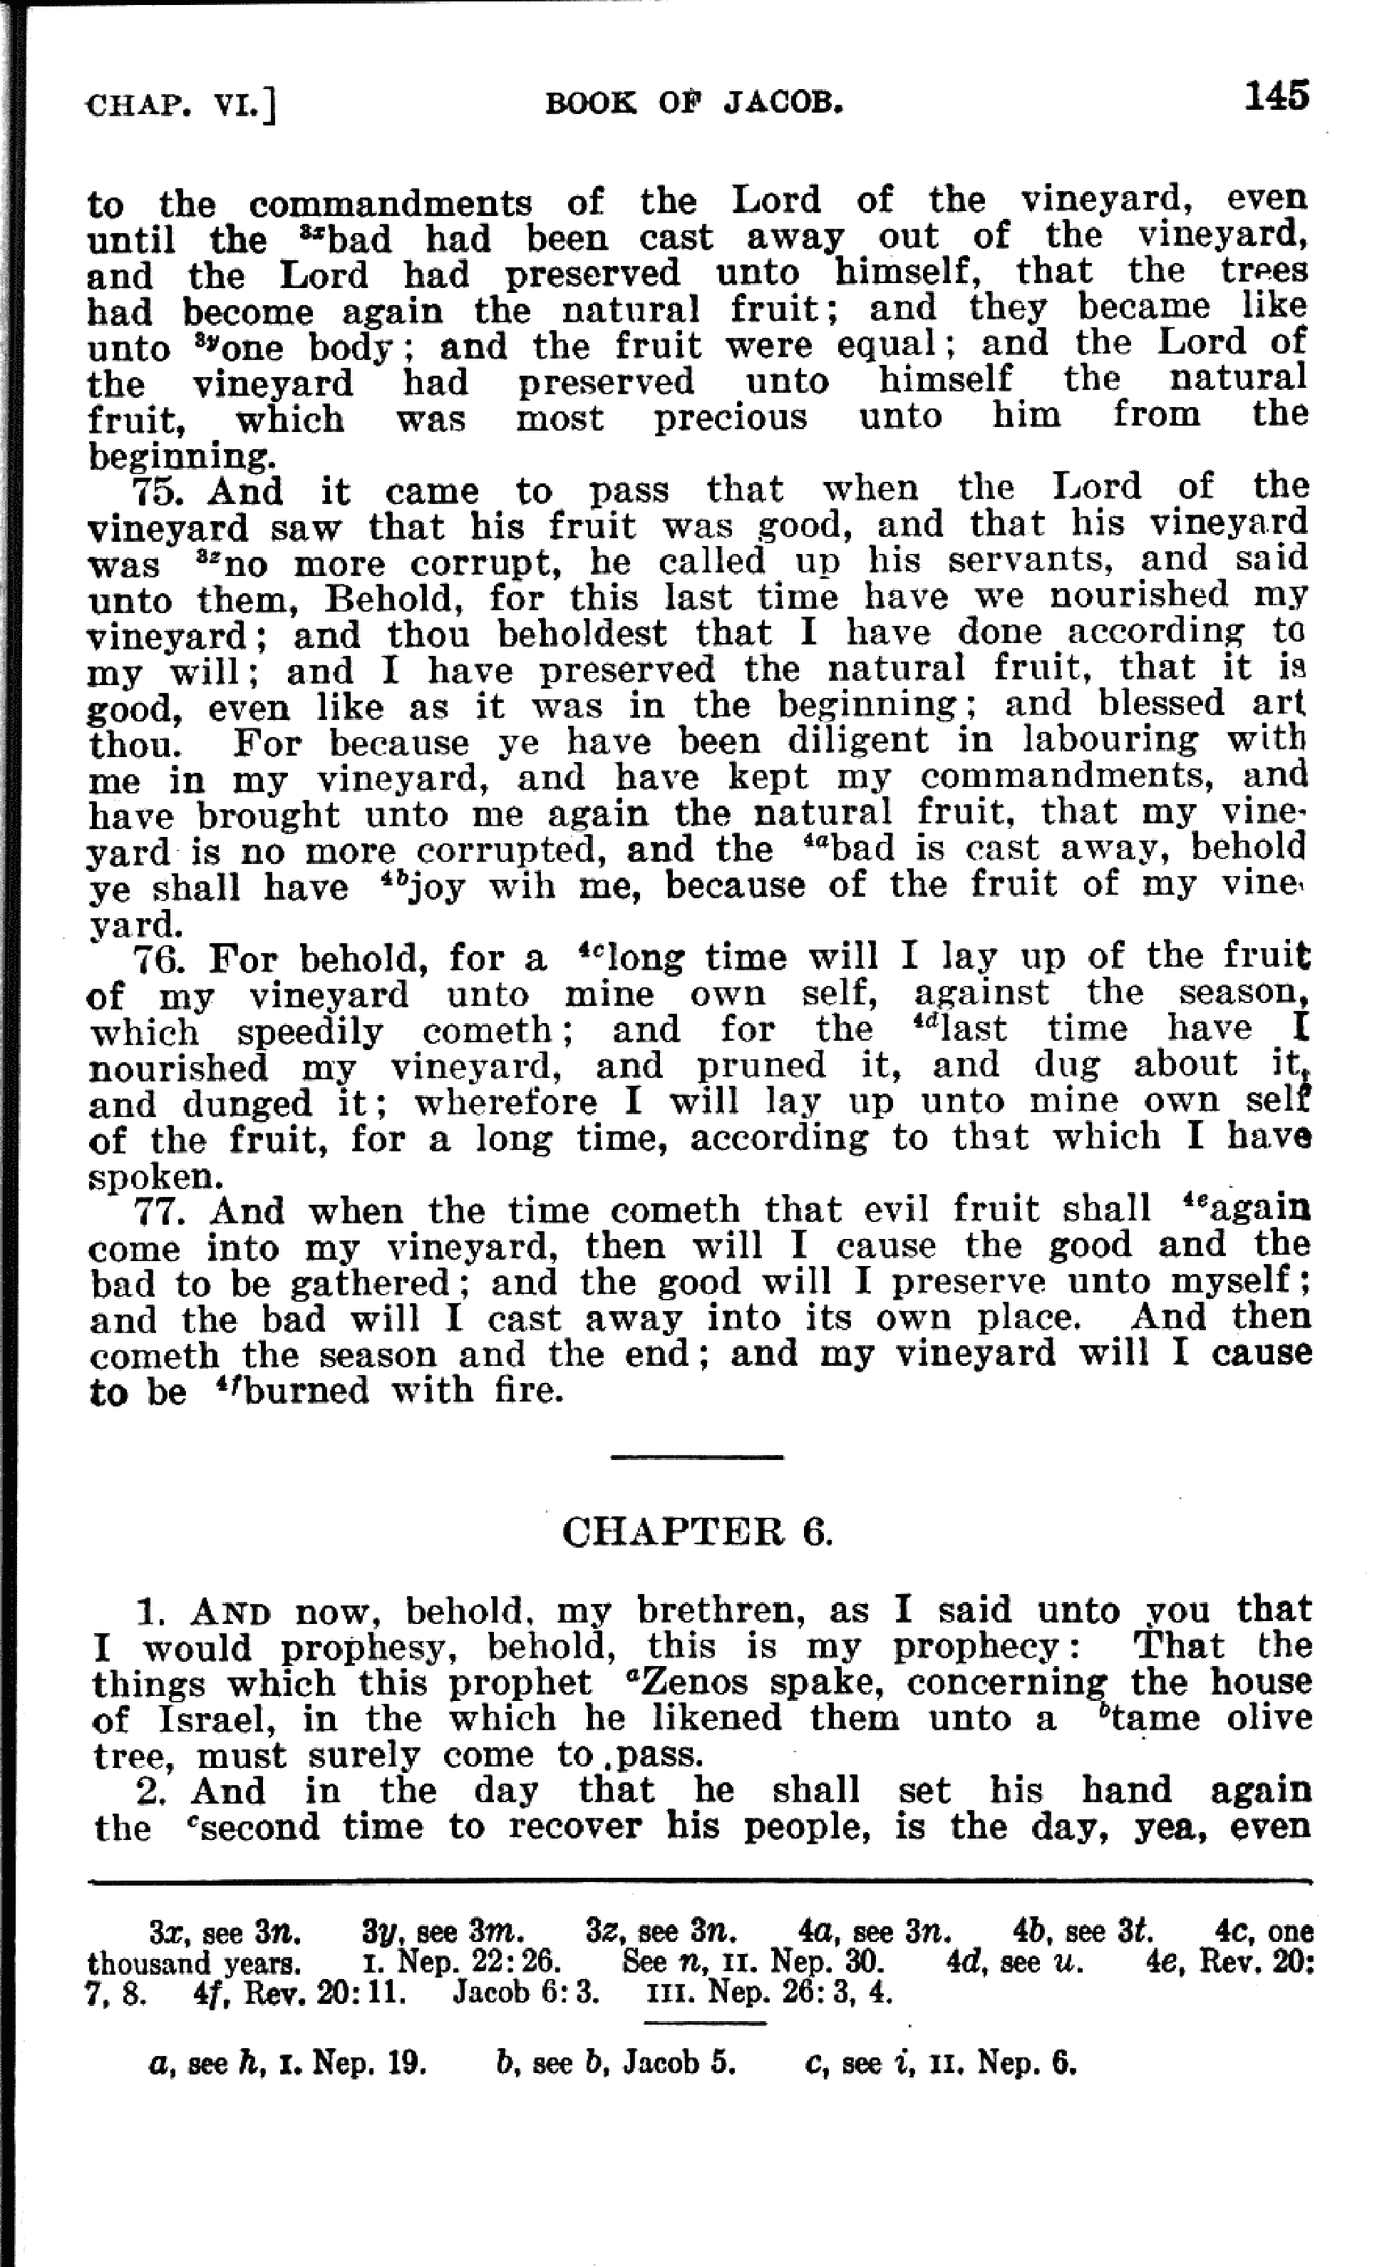 CHAP. VI.] BOOK OF JACOB. 145
to the commandments of the Lord of the vineyard, even
until the 3xbad had been cast away out of the vineyard,
and the Lord had preserved unto himself, that the trees
had become again the natural fruit; and they became like
unto 3yone body; and the fruit were equal; and the Lord of
the vineyard had preserved unto himself the natural
fruit, which was most precious unto him from the
beginning.
75. And it came to pass that when the Lord of the
vineyard saw that his fruit was good, and that his vineyard
was 3zno more corrupt, he called up his servants, and said
unto them, Behold, for this last time have we nourished my
vineyard; and thou beholdest that I have done according to
my will; and I have preserved the natural fruit, that it is
good, even like as it was in the beginning; and blessed art
thou. For because ye have been diligent in labouring with
me in my vineyard, and have kept my commandments, and
have brought unto me again the natural fruit, that my vine-
yard is no more corrupted, and the 4abad is cast away, behold
ye shall have 4bjoy wih me, because of the fruit of my vine-
yard.
76. For behold, for a 4clong time will I lay up of the fruit
of my vineyard unto mine own self, against the season,
which speedily cometh; and for the 4dlast time have I
nourished my vineyard, and pruned it, and dug about it,
and dunged it; wherefore I will lay up unto mine own self
of the fruit, for a long time, according to that which I have
spoken.
77. And when the time cometh that evil fruit shall 4eagain
come into my vineyard, then will I cause the good and the
bad to be gathered; and the good will I preserve unto myself;
and the bad will I cast away into its own place. And then
cometh the season and the end; and my vineyard will I cause
to be 4fburned with fire.
CHAPTER 6.
1. AND now, behold, my brethren, as I said unto you that
I would prophesy, behold, this is my prophecy: That the
things which this prophet aZenos spake, concerning the house
of Israel, in the which he likened them unto a btame olive
tree, must surely come to pass.
2. And in the day that he shall set his hand again
the csecond time to recover his people, is the day, yea, even
3x, see 3n. 3y, see 3m. 3z, see 3n. 4a, see 3n. 4b, see 3t. 4c, one
thousand years. I. Nep. 22:26. See n, II. Nep. 30. 4d, see u. 4e, Rev. 20:
7, 8. 4f, Rev. 20:11. Jacob 6:3. III. Nep. 26:3, 4.
a, see h, I. Nep. 19. b, see b, Jacob 5. c, see i, II. Nep. 6.